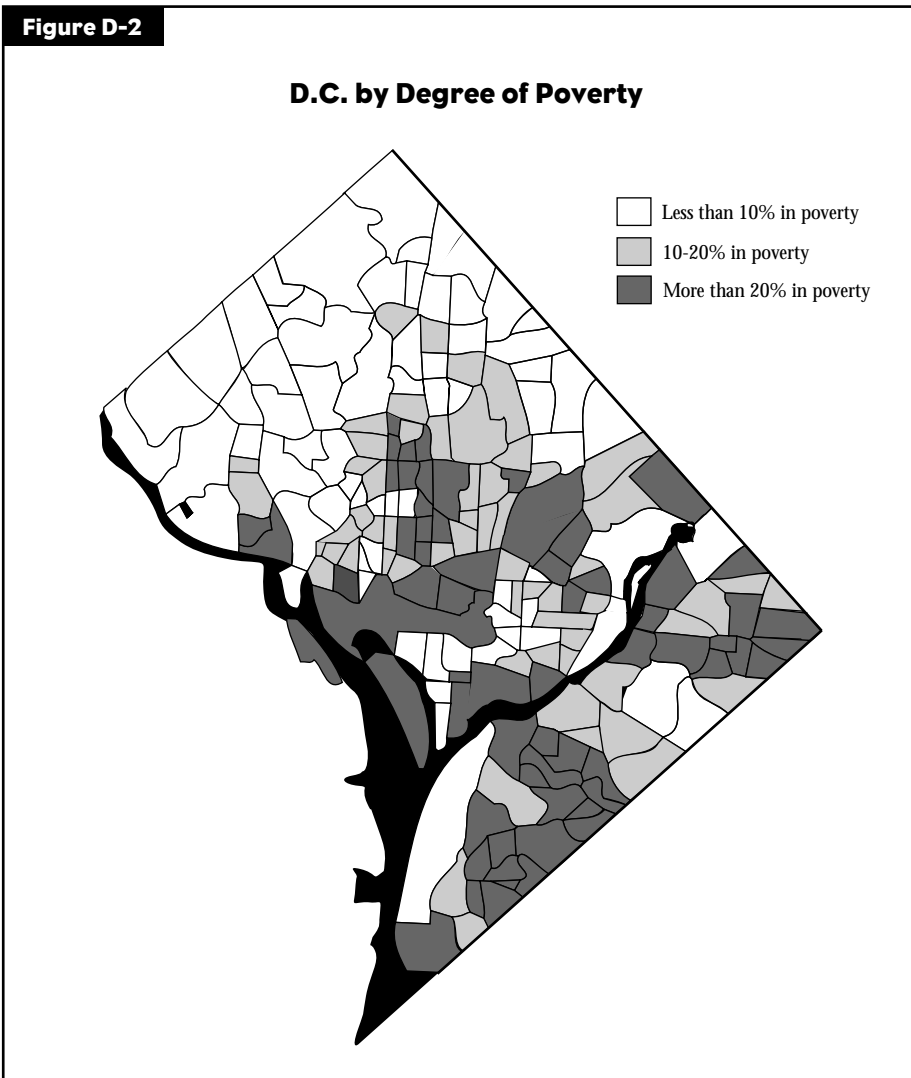 Figure D-2
D.C. by Degree of Poverty
Less than 10% in poverty
10-20% in poverty
More than 20% in poverty